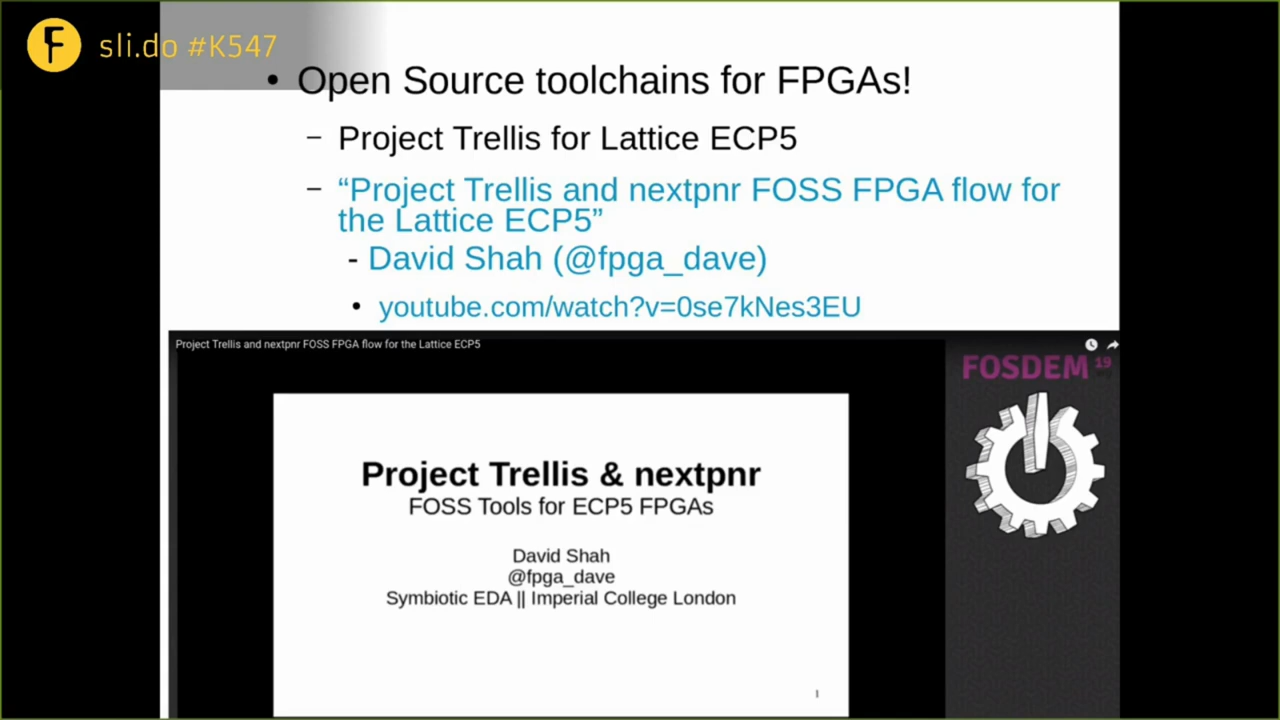 sli.do #K547
• Open Source toolchains for FPGAs!
– Project Trellis for Lattice ECP5
– “Project Trellis and nextpnr FOSS FPGA flow for
the Lattice ECP5”
- David Shah (@fpga_dave)
• youtube.com/watch?v=0se7kNes3EU
Project Trellis and nextpnr FOSS FPGA flow for the Lattice ECP5
FOSDEM 19
Project Trellis & nextpnr
FOSS Tools for ECP5 FPGAs
David Shah
@fpga_dave
Symbiotic EDA || Imperial College London
1